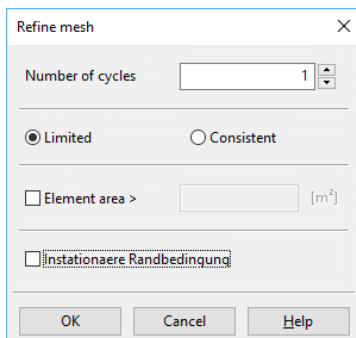 Refine mesh
Number of cycles 1
Limited Consistent
Element area > [m²]
Instationaere Randbedingung
OK Cancel Help